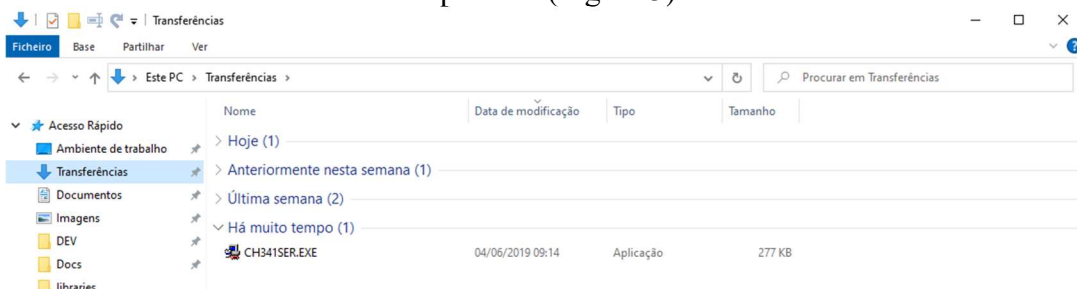 Transferências
Ficheiro Base Partilhar Ver
Este PC > Transferências >
Procurar em Transferências
Nome Data de modificação Tipo Tamanho
Acesso Rápido
Ambiente de trabalho
Transferências
Documentos
Imagens
DEV
Docs
libraries
Hoje (1)
Anteriormente nesta semana (1)
Última semana (2)
Há muito tempo (1)
CH341SER.EXE 04/06/2019 09:14 Aplicação 277 KB